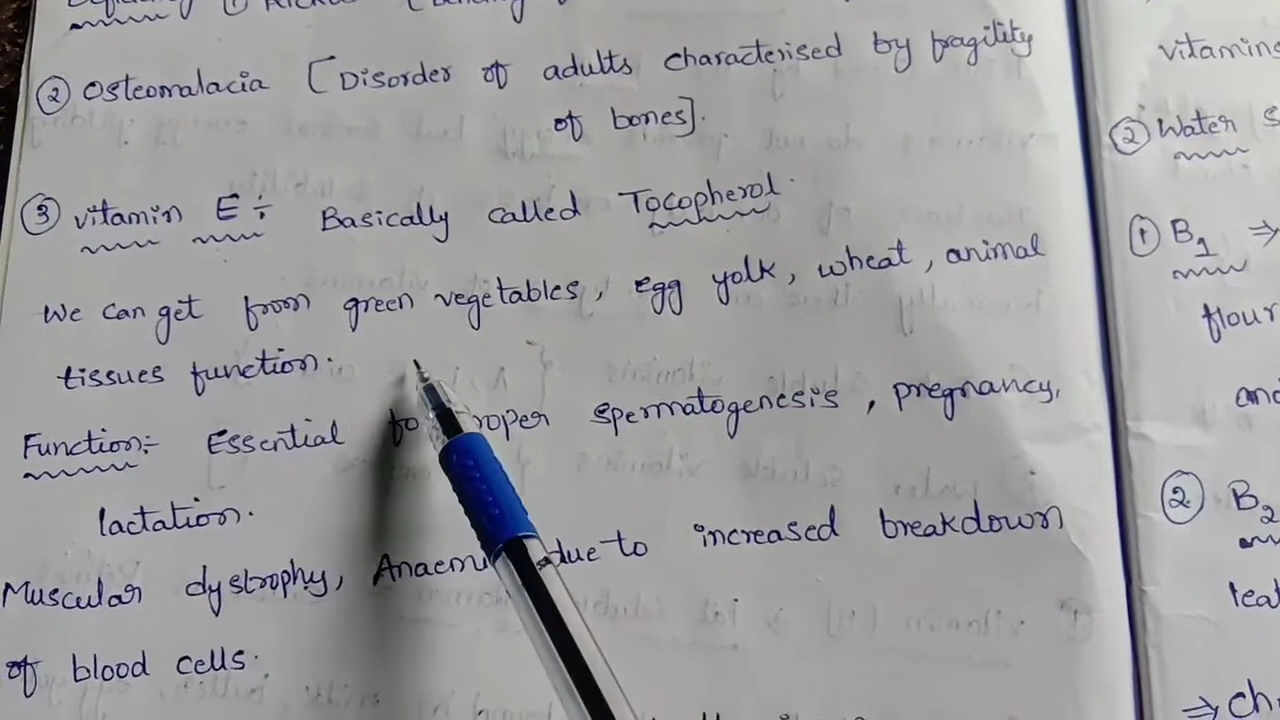 ② Osteomalacia [Disorder of adults characterised by fragility
of bones].
③ vitamin E÷ Basically called Tocopherol.
We can get from green vegetables, egg yolk, wheat, animal
tissues function.
Function:- Essential proper spermatogenesis, pregnancy,
lactation.
Muscular dystrophy, due to increased breakdown
of blood cells.
vitamins
② Water
① B1 ⇒
flour
② B2
⇒